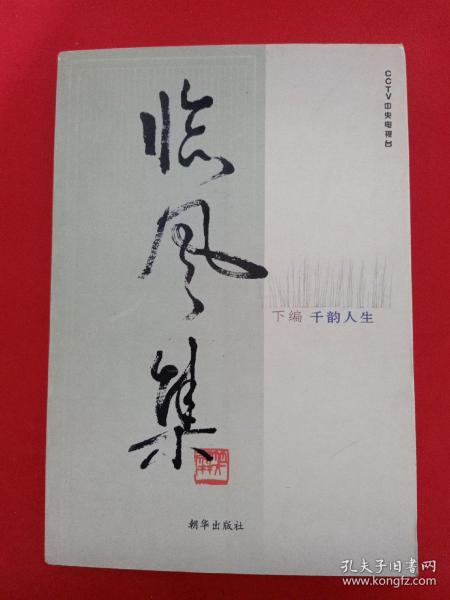 临风集
CCTV中央电视台
下编 千韵人生
朝华出版社
孔夫子旧书网
www.kongfz.com